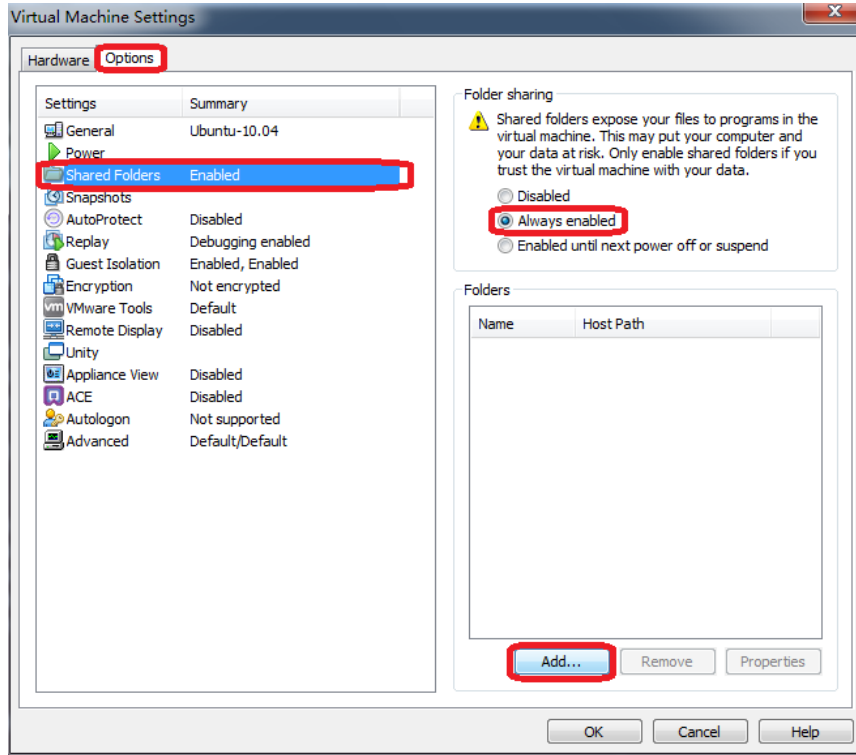 Virtual Machine Settings
Hardware Options
Settings Summary
General Ubuntu-10.04
Power
Shared Folders Enabled
Snapshots
AutoProtect Disabled
Replay Debugging enabled
Guest Isolation Enabled, Enabled
Encryption Not encrypted
vm VMware Tools Default
Remote Display Disabled
Unity
Appliance View Disabled
ACE Disabled
Autologon Not supported
Advanced Default/Default
Folder sharing
Shared folders expose your files to programs in the
virtual machine. This may put your computer and
your data at risk. Only enable shared folders if you
trust the virtual machine with your data.
Disabled
Always enabled
Enabled until next power off or suspend
Folders
Name Host Path
Add... Remove Properties
OK Cancel Help